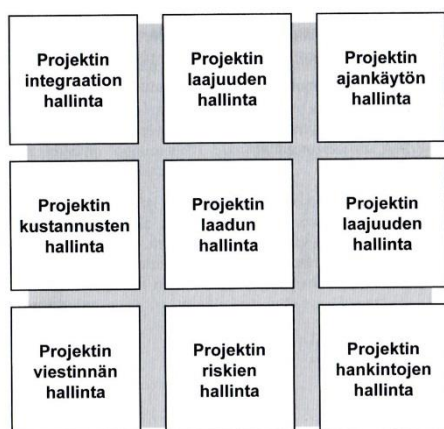 Projektin
integraation
hallinta
Projektin
laajuuden
hallinta
Projektin
ajankäytön
hallinta
Projektin
kustannusten
hallinta
Projektin
laadun
hallinta
Projektin
laajuuden
hallinta
Projektin
viestinnän
hallinta
Projektin
riskien
hallinta
Projektin
hankintojen
hallinta